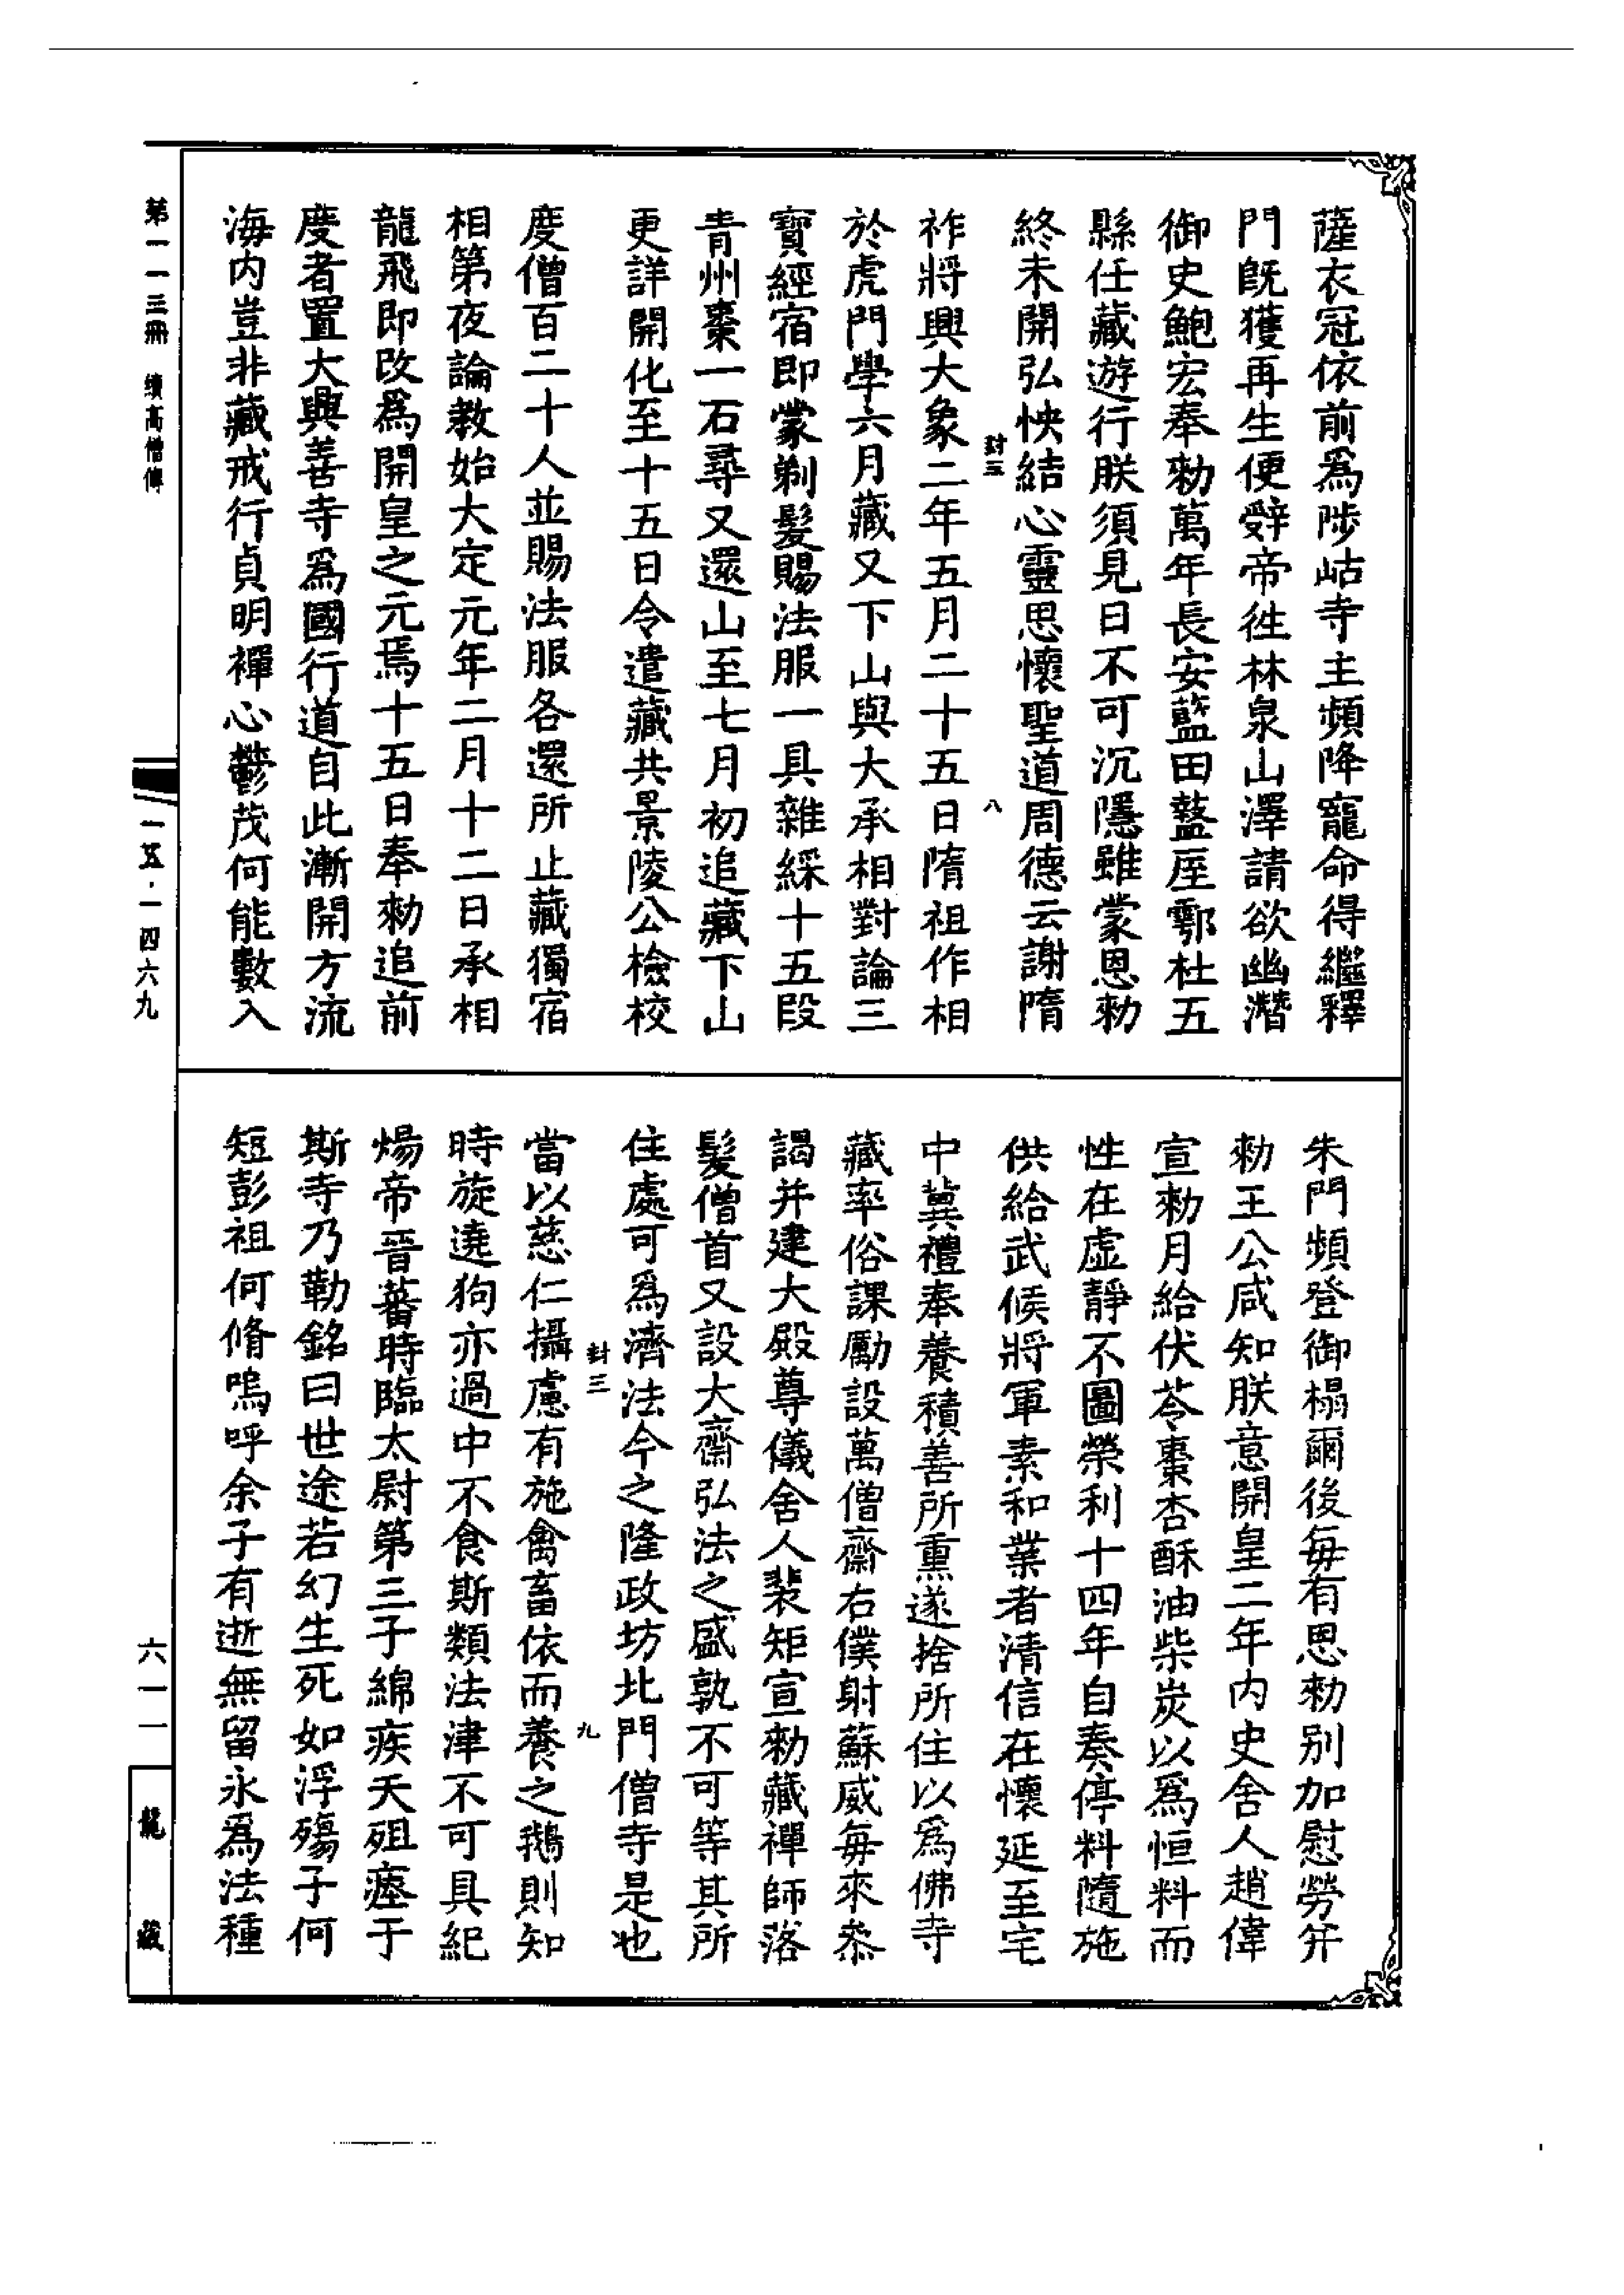 薩衣冠依前爲陟岵寺主頻降寵命得繼釋
門旣獲再生便辤帝徃林泉山澤請欲幽潛
御史鮑宏奉勑萬年長安藍田盩厔鄠杜五
縣任藏遊行朕須見日不可沉隱雖蒙恩勑
終未開弘怏結心靈思懷聖道周德云謝隋
封三
八
祚將興大象二年五月二十五日隋祖作相
於虎門學六月藏又下山與大承相對論三
寶經宿即蒙剃髮賜法服一具雜綵十五段
青州棗一石尋又還山至七月初追藏下山
更詳開化至十五日令遣藏共景陵公檢校
度僧百二十人並賜法服各還所止藏獨宿
相第夜論教始大定元年二月十二日承相
龍飛即改爲開皇之元焉十五日奉勑追前
度者置大興善寺爲國行道自此漸開方流
海内豈非藏戒行貞明禪心鬱茂何能數入
朱門頻登御榻爾後每有恩勑别加慰勞并
勑王公咸知朕意開皇二年内史舍人趙偉
宣勑月給伏苓棗杏酥油柴炭以爲恒料而
性在虚靜不圖榮利十四年自奏停料隨施
供給武候將軍素和業者清信在懷延至宅
中冀禮奉養積善所熏遂捨所住以爲佛寺
藏率俗課勵設萬僧齋右僕射蘇威每來叅
謁并建大殿尊儀舍人裴矩宣勑藏禪師落
髮僧首又設大齋弘法之盛孰不可等其所
住處可爲濟法今之隆政坊北門僧寺是也
封三
九
當以慈仁攝慮有施禽畜依而養之鵝則知
時旋遶狗亦過中不食斯類法津不可具紀
煬帝晉蕃時臨太尉第三子綿疾夭殂瘞于
斯寺乃勒銘曰世途若幻生死如浮殤子何
短彭祖何脩嗚呼余子有逝無留永爲法種
第一一三冊　續高僧傳
一五·一四六九
六一一
龍藏